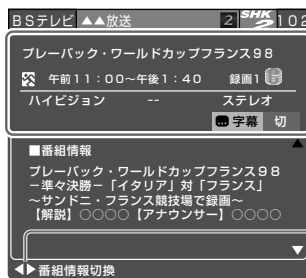 BSテレビ ▲▲放送 2 SHK 2 102
プレーバック・ワールドカップフランス98
午前11:00~午後1:40 録画1
ハイビジョン -- ステレオ
字幕 切
■番組情報
プレーバック・ワールドカップフランス98
-準々決勝-「イタリア」対「フランス」
~サンドニ・フランス競技場で録画~
【解説】○○○○【アナウンサー】○○○○
◀▶番組情報切換